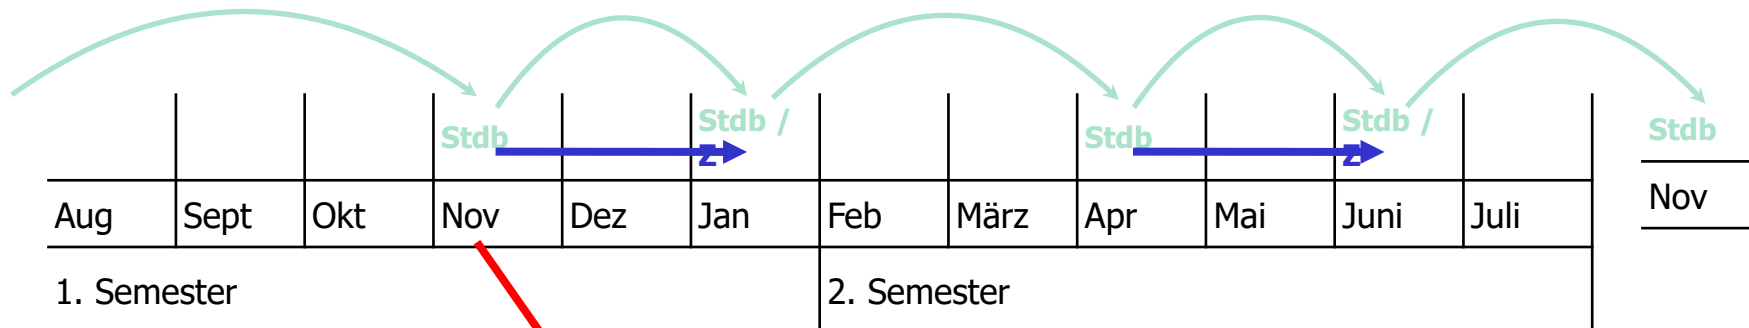 Stdb
Stdb /
Z
Stdb
Stdb /
Z
Stdb
Aug Sept Okt Nov Dez Jan Feb März Apr Mai Juni Juli Nov
1. Semester 2. Semester